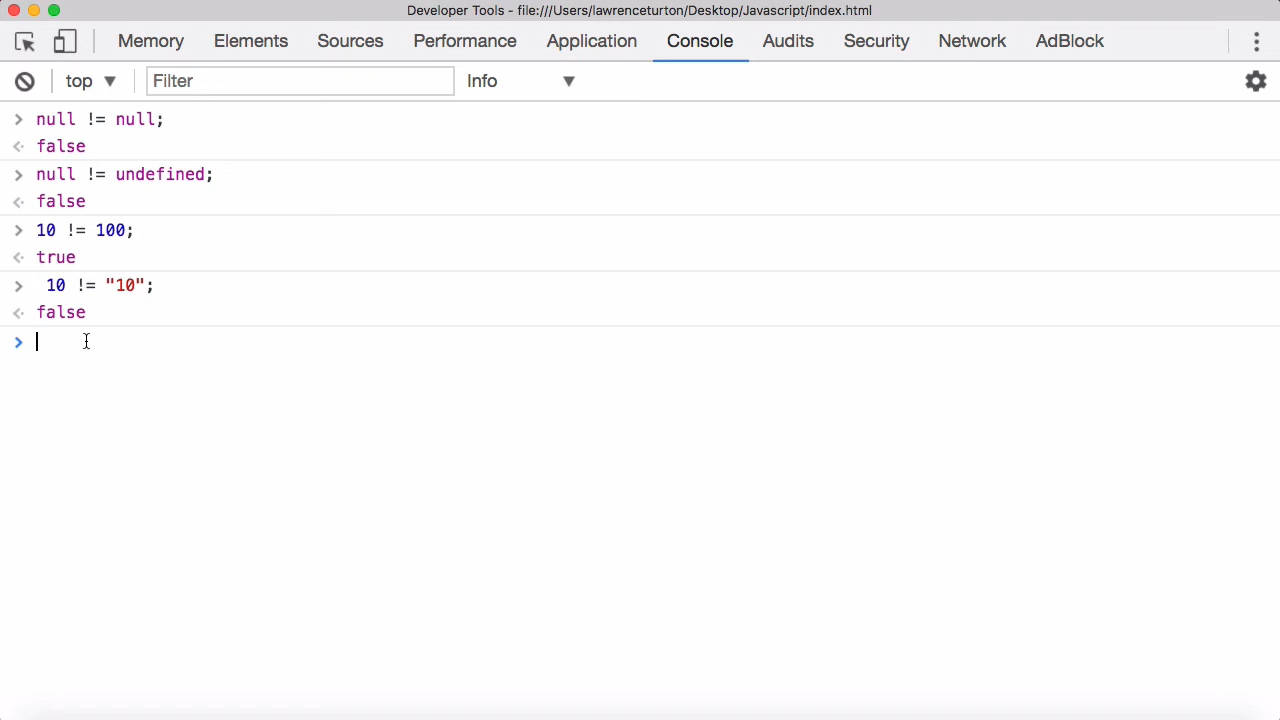 Developer Tools - file:///Users/lawrenceturton/Desktop/Javascript/index.html
Memory Elements Sources Performance Application Console Audits Security Network AdBlock
top ▼ Filter Info ▼
> null != null;
< false
> null != undefined;
< false
> 10 != 100;
< true
> 10 != "10";
< false
>